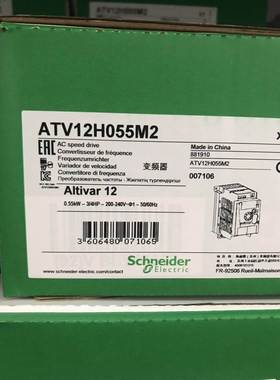 ATV12H055M2
EAC
AC speed drive
Convertisseur de fréquence
Frequenzumrichter
Variador de velocidad
Convertitore di frequenza
变频器
Made in China
881910
ATV12H055M2
007106
Altivar 12
0.55kW - 3/4HP - 200-240V~Φ1 - 50/60Hz
3 606480 071065
www.schneider-electric.com/contact
Schneider
Electric
FR-92506 Rueil-Malmaison